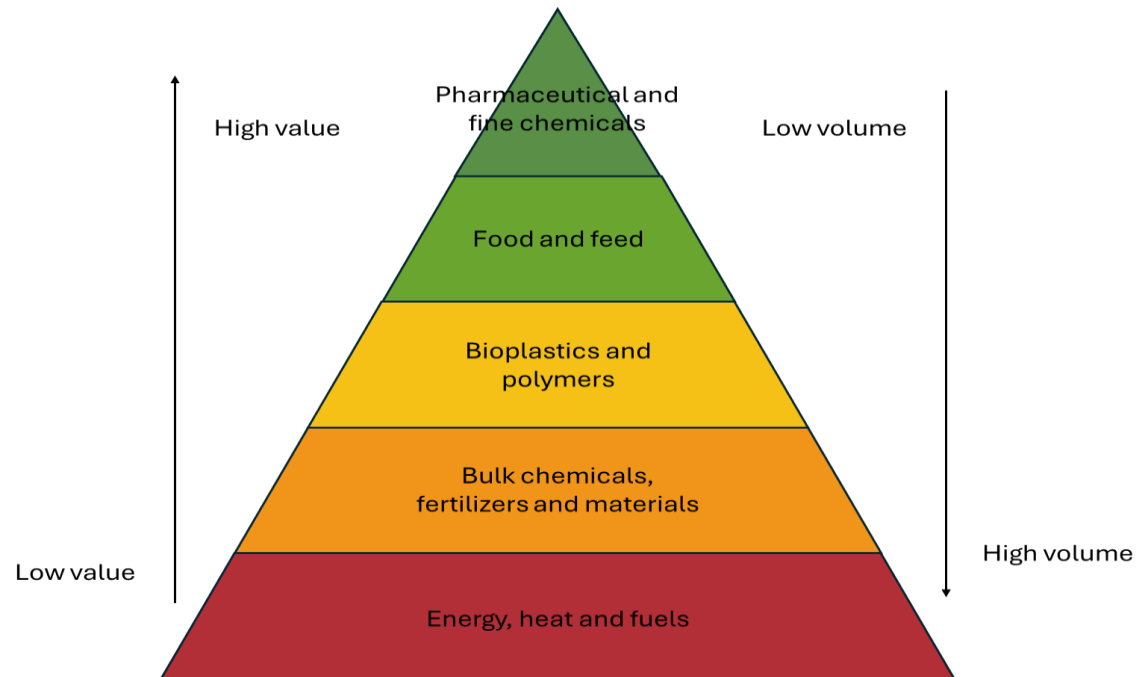 Pharmaceutical and
fine chemicals
High value
Low volume
Food and feed
Bioplastics and
polymers
Bulk chemicals,
fertilizers and materials
High volume
Low value
Energy, heat and fuels